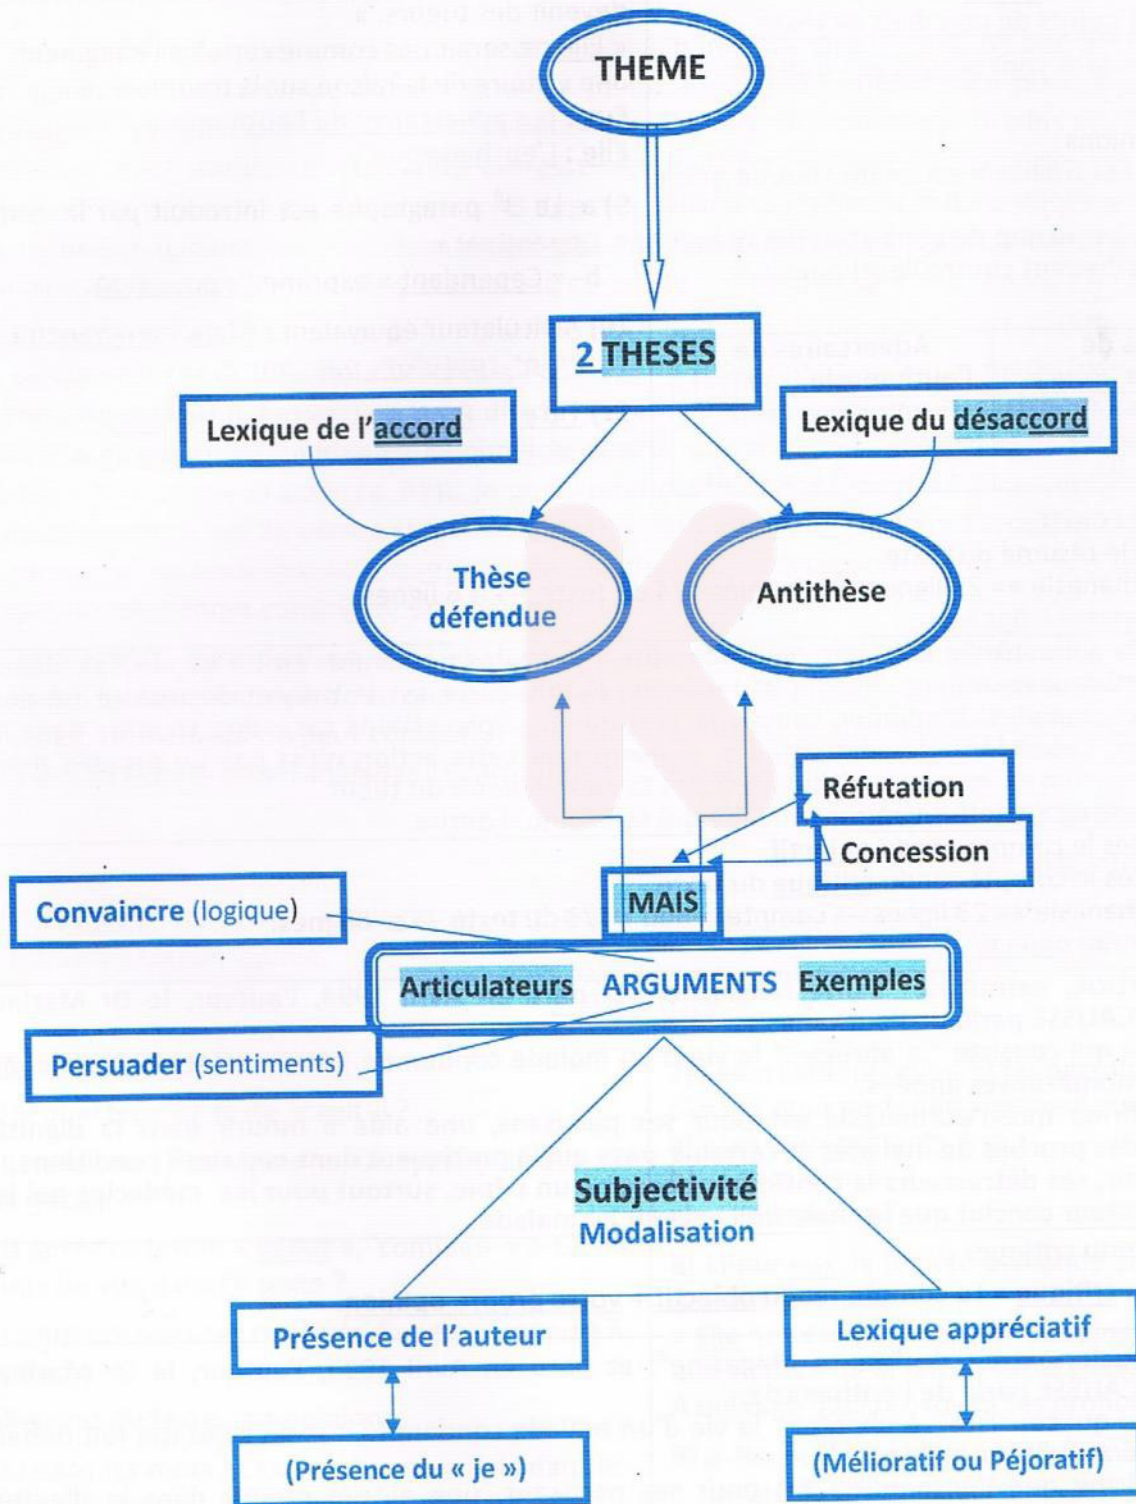 THEME
2 THESES
Lexique de l'accord
Lexique du désaccord
Thèse
défendue
Antithèse
Réfutation
Concession
MAIS
Convaincre (logique)
Articulateurs ARGUMENTS Exemples
Persuader (sentiments)
Subjectivité
Modalisation
Présence de l'auteur
Lexique appréciatif
(Présence du « je »)
(Mélioratif ou Péjoratif)